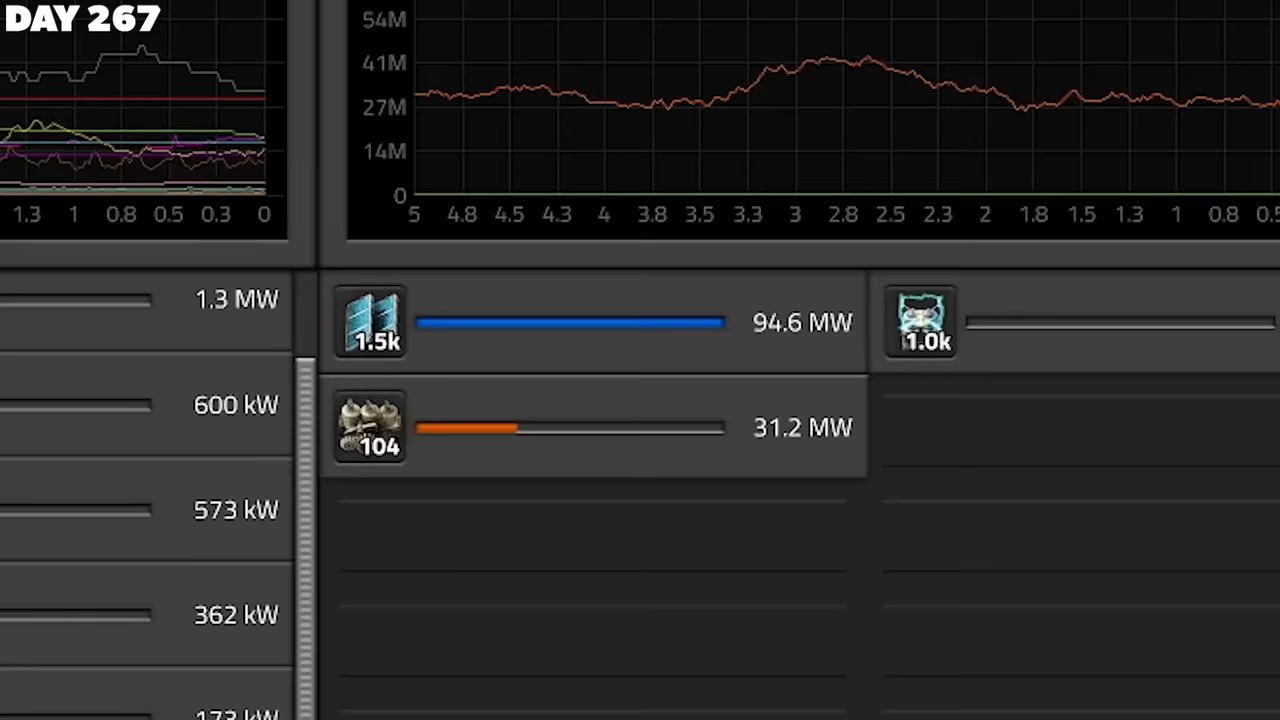 DAY 267
54M
41M
27M
14M
0
1.3 1 0.8 0.5 0.3 0
5 4.8 4.5 4.3 4 3.8 3.5 3.3 3 2.8 2.5 2.3 2 1.8 1.5 1.3 1 0.8
1.3 MW
1.5k 94.6 MW
1.0k
600 kW
104 31.2 MW
573 kW
362 kW